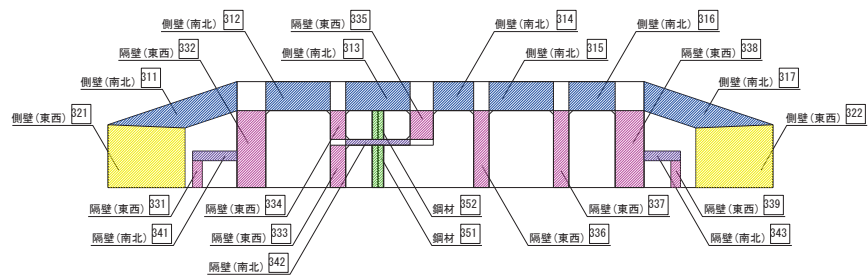 側壁(南北) 312
隔壁(東西) 335
側壁(南北) 314
側壁(南北) 316
隔壁(東西) 332
側壁(南北) 313
側壁(南北) 315
隔壁(東西) 338
側壁(南北) 311
側壁(南北) 317
側壁(東西) 321
側壁(東西) 322
隔壁(東西) 331
隔壁(東西) 334
鋼材 352
隔壁(東西) 337
隔壁(東西) 339
隔壁(南北) 341
隔壁(東西) 333
鋼材 351
隔壁(東西) 336
隔壁(南北) 343
隔壁(南北) 342